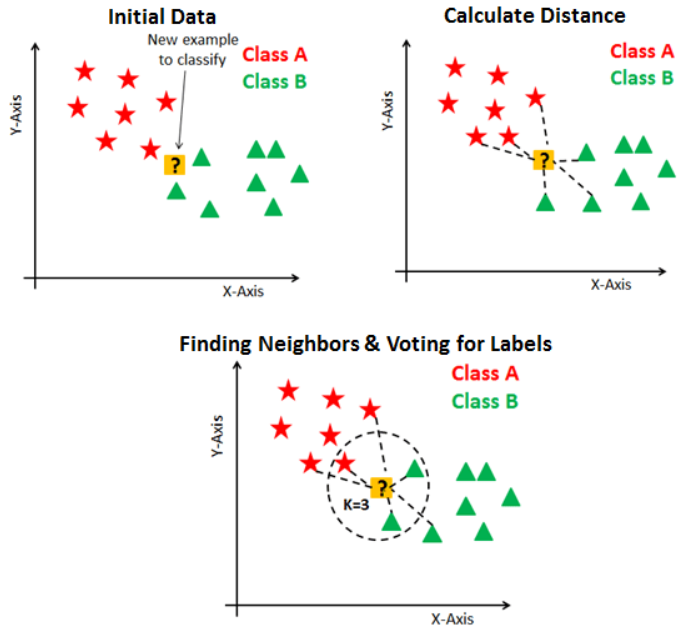 Initial Data
New example
to classify
Class A
Class B
?
Y-Axis
X-Axis
Calculate Distance
Class A
Class B
?
Y-Axis
X-Axis
Finding Neighbors & Voting for Labels
Class A
Class B
?
K=3
Y-Axis
X-Axis